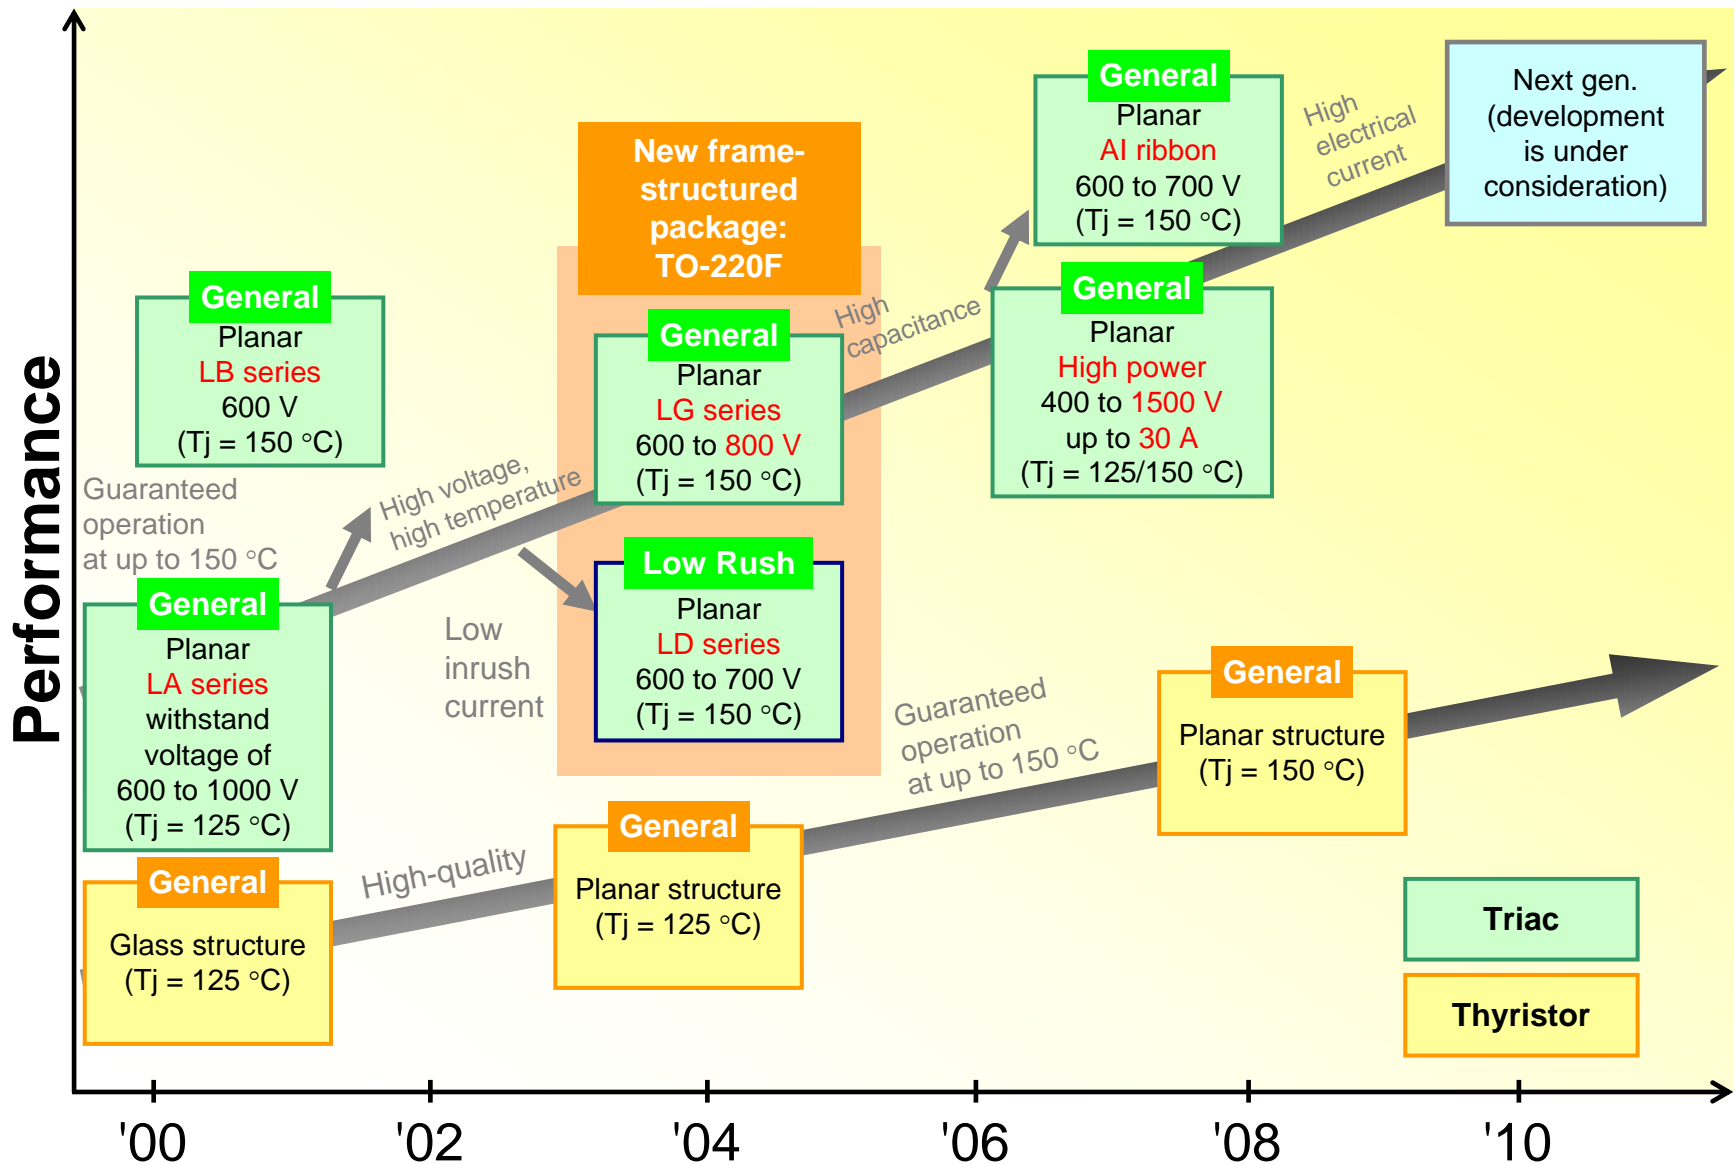 Performance
General
Planar
LB series
600 V
(Tj = 150 °C)
Guaranteed
operation
at up to 150 °C
General
Planar
LA series
withstand
voltage of
600 to 1000 V
(Tj = 125 °C)
General
Glass structure
(Tj = 125 °C)
High voltage,
high temperature
Low
inrush
current
High-quality
New frame-
structured
package:
TO-220F
General
Planar
LG series
600 to 800 V
(Tj = 150 °C)
Low Rush
Planar
LD series
600 to 700 V
(Tj = 150 °C)
General
Planar structure
(Tj = 125 °C)
High
capacitance
Guaranteed
operation
at up to 150 °C
General
Planar
AI ribbon
600 to 700 V
(Tj = 150 °C)
General
Planar
High power
400 to 1500 V
up to 30 A
(Tj = 125/150 °C)
High
electrical
current
General
Planar structure
(Tj = 150 °C)
Next gen.
(development
is under
consideration)
Triac
Thyristor
'00 '02 '04 '06 '08 '10